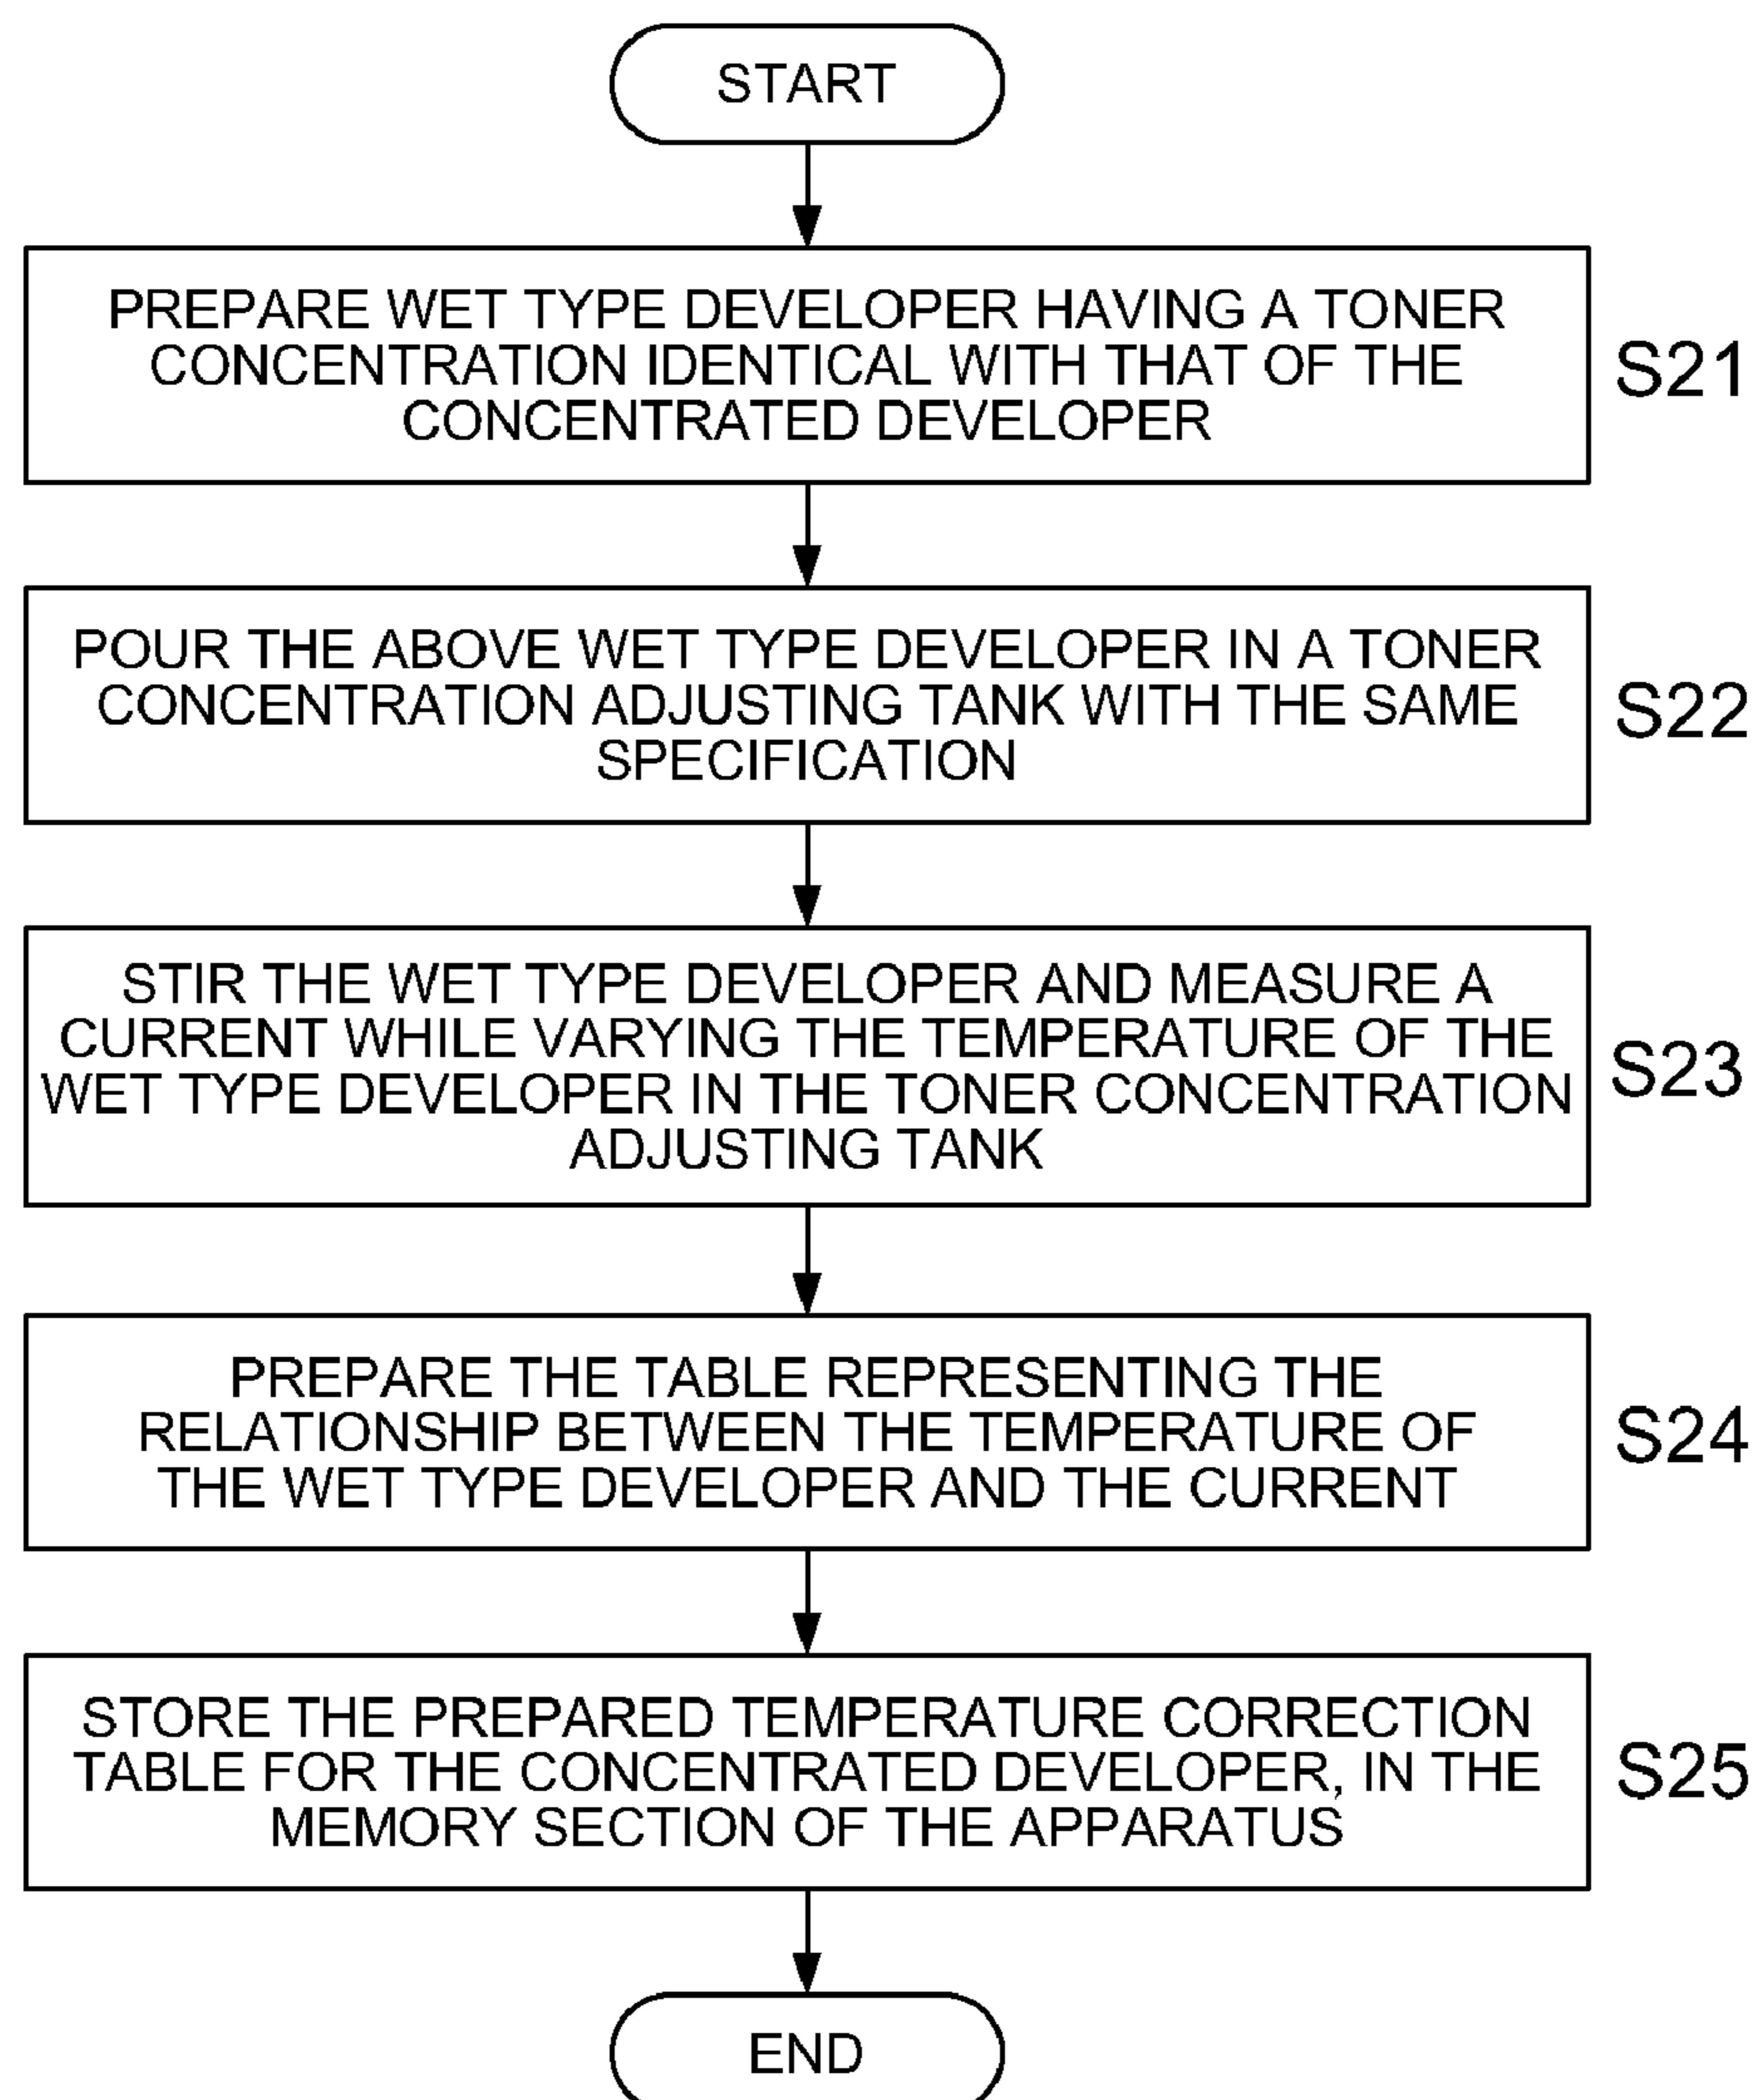 START
PREPARE WET TYPE DEVELOPER HAVING A TONER
CONCENTRATION IDENTICAL WITH THAT OF THE
CONCENTRATED DEVELOPER
S21
POUR THE ABOVE WET TYPE DEVELOPER IN A TONER
CONCENTRATION ADJUSTING TANK WITH THE SAME
SPECIFICATION
S22
STIR THE WET TYPE DEVELOPER AND MEASURE A
CURRENT WHILE VARYING THE TEMPERATURE OF THE
WET TYPE DEVELOPER IN THE TONER CONCENTRATION
ADJUSTING TANK
S23
PREPARE THE TABLE REPRESENTING THE
RELATIONSHIP BETWEEN THE TEMPERATURE OF
THE WET TYPE DEVELOPER AND THE CURRENT
S24
STORE THE PREPARED TEMPERATURE CORRECTION
TABLE FOR THE CONCENTRATED DEVELOPER, IN THE
MEMORY SECTION OF THE APPARATUS
S25
END